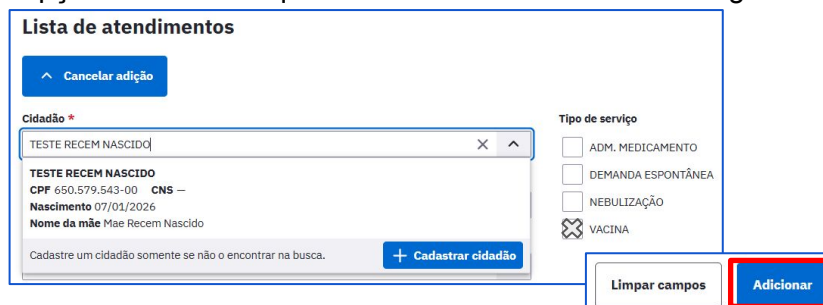 Lista de atendimentos
Cancelar adição
Cidadão *
TESTE RECEM NASCIDO
TESTE RECEM NASCIDO
CPF 650.579.543-00 CNS —
Nascimento 07/01/2026
Nome da mãe Mae Recem Nascido
Cadastre um cidadão somente se não o encontrar na busca.
+ Cadastrar cidadão
Tipo de serviço
ADM. MEDICAMENTO
DEMANDA ESPONTÂNEA
NEBULIZAÇÃO
VACINA
Limpar campos
Adicionar